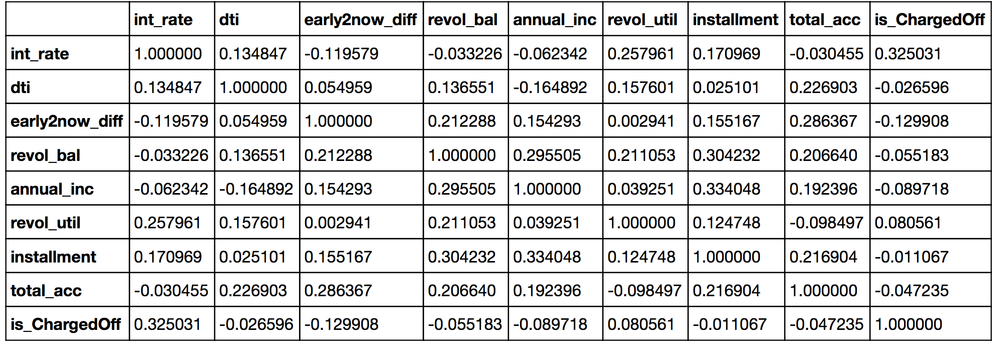 int_rate dti early2now_diff revol_bal annual_inc revol_util installment total_acc is_ChargedOff
int_rate 1.000000 0.134847 -0.119579 -0.033226 -0.062342 0.257961 0.170969 -0.030455 0.325031
dti 0.134847 1.000000 0.054959 0.136551 -0.164892 0.157601 0.025101 0.226903 -0.026596
early2now_diff -0.119579 0.054959 1.000000 0.212288 0.154293 0.002941 0.155167 0.286367 -0.129908
revol_bal -0.033226 0.136551 0.212288 1.000000 0.295505 0.211053 0.304232 0.206640 -0.055183
annual_inc -0.062342 -0.164892 0.154293 0.295505 1.000000 0.039251 0.334048 0.192396 -0.089718
revol_util 0.257961 0.157601 0.002941 0.211053 0.039251 1.000000 0.124748 -0.098497 0.080561
installment 0.170969 0.025101 0.155167 0.304232 0.334048 0.124748 1.000000 0.216904 -0.011067
total_acc -0.030455 0.226903 0.286367 0.206640 0.192396 -0.098497 0.216904 1.000000 -0.047235
is_ChargedOff 0.325031 -0.026596 -0.129908 -0.055183 -0.089718 0.080561 -0.011067 -0.047235 1.000000